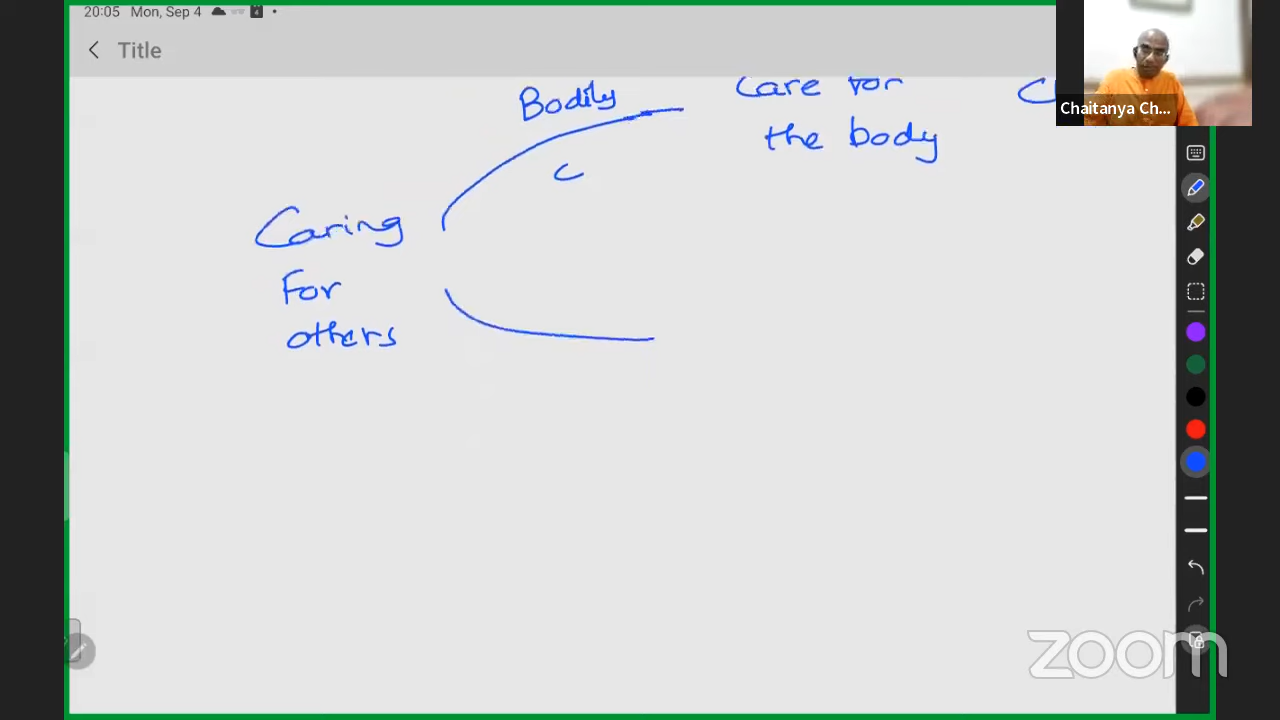 20:05 Mon, Sep 4
Title
Chaitanya Ch...
Bodily
Care for
the body
C
Caring
For
others
zoom